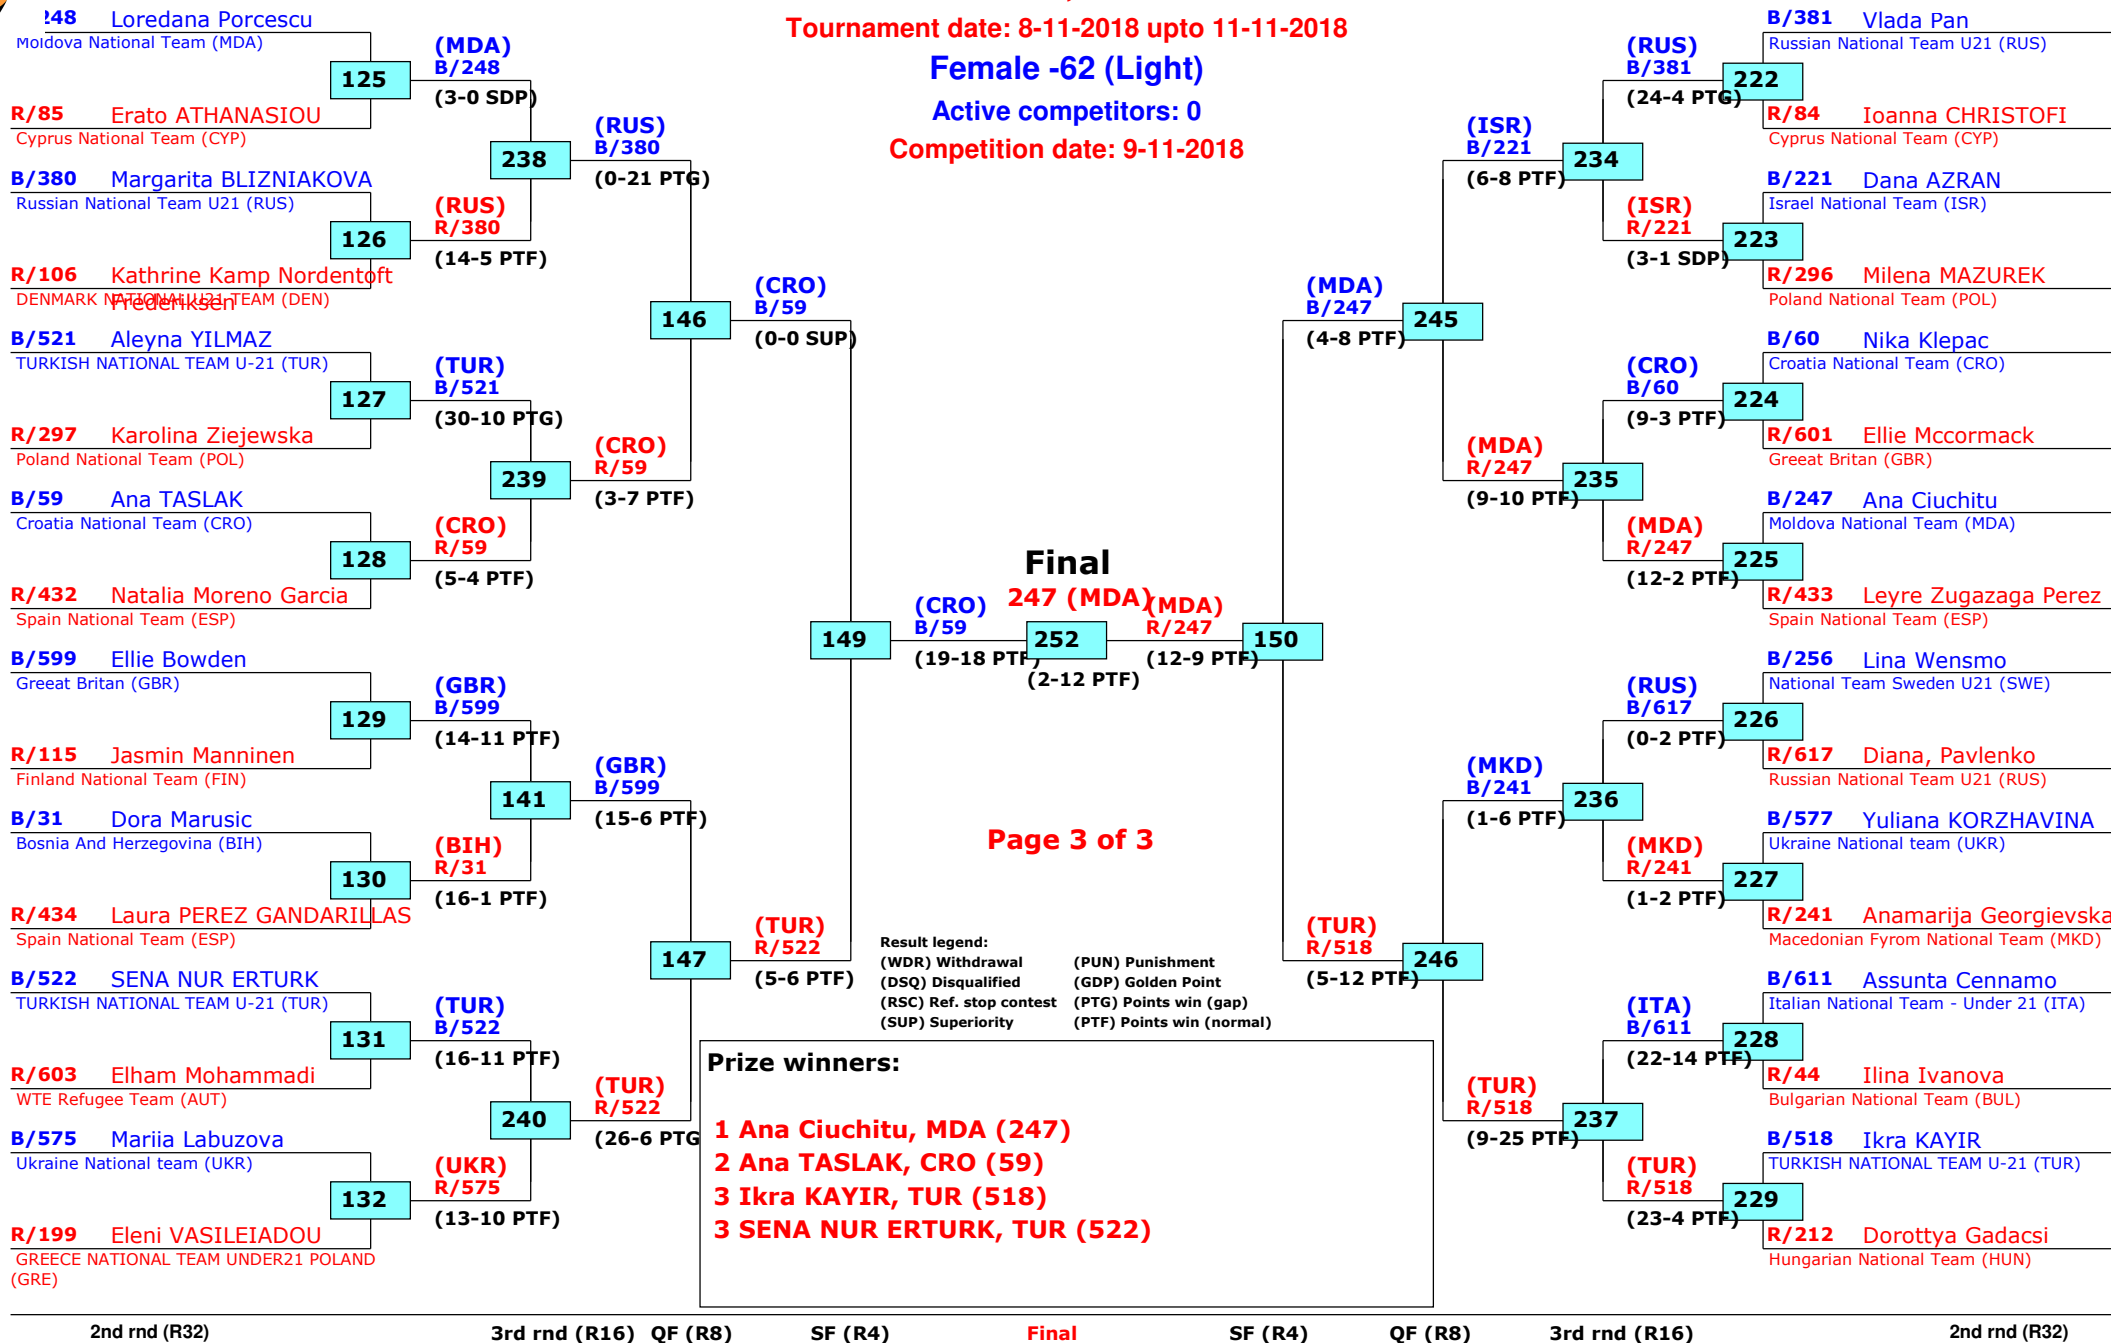 Tournament date: 8-11-2018 upto 11-11-2018
Female -62 (Light)
Active competitors: 0
Competition date: 9-11-2018
248 Loredana Porcescu
Moldova National Team (MDA)
125
R/85 Erato ATHANASIOU
Cyprus National Team (CYP)
B/380 Margarita BLIZNIAKOVA
Russian National Team U21 (RUS)
126
R/106 Kathrine Kamp Nordentoft
Frederiksen
DENMARK NATIONAL U21 TEAM (DEN)
B/521 Aleyna YILMAZ
TURKISH NATIONAL TEAM U-21 (TUR)
127
R/297 Karolina Ziejewska
Poland National Team (POL)
B/59 Ana TASLAK
Croatia National Team (CRO)
128
R/432 Natalia Moreno Garcia
Spain National Team (ESP)
B/599 Ellie Bowden
Greeat Britan (GBR)
129
R/115 Jasmin Manninen
Finland National Team (FIN)
B/31 Dora Marusic
Bosnia And Herzegovina (BIH)
130
R/434 Laura PEREZ GANDARILLAS
Spain National Team (ESP)
B/522 SENA NUR ERTURK
TURKISH NATIONAL TEAM U-21 (TUR)
131
R/603 Elham Mohammadi
WTE Refugee Team (AUT)
B/575 Mariia Labuzova
Ukraine National team (UKR)
132
R/199 Eleni VASILEIADOU
GREECE NATIONAL TEAM UNDER21 POLAND
(GRE)
(MDA)
B/248
(3-0 SDP)
238
(RUS)
R/380
(14-5 PTF)
(TUR)
B/521
(30-10 PTG)
239
(CRO)
R/59
(5-4 PTF)
(GBR)
B/599
(14-11 PTF)
141
(BIH)
R/31
(16-1 PTF)
(TUR)
B/522
(16-11 PTF)
240
(UKR)
R/575
(13-10 PTF)
(RUS)
B/380
(0-21 PTG)
146
(CRO)
R/59
(3-7 PTF)
(GBR)
B/599
(15-6 PTF)
147
(TUR)
R/522
(26-6 PTG
(CRO)
B/59
(0-0 SUP)
149
(TUR)
R/522
(5-6 PTF)
(CRO)
B/59
(19-18 PTF)
Final
247 (MDA)
252
(2-12 PTF)
(MDA)
R/247
(12-9 PTF)
150
(MDA)
B/247
(4-8 PTF)
245
(TUR)
R/518
(5-12 PTF)
246
(ISR)
B/221
(6-8 PTF)
234
(MDA)
R/247
(9-10 PTF)
235
(MKD)
B/241
(1-6 PTF)
236
(TUR)
R/518
(9-25 PTF)
237
(RUS)
B/381
(24-4 PTG)
222
(ISR)
R/221
(3-1 SDP)
223
(CRO)
B/60
(9-3 PTF)
224
(MDA)
R/247
(12-2 PTF)
225
(RUS)
B/617
(0-2 PTF)
226
(MKD)
R/241
(1-2 PTF)
227
(ITA)
B/611
(22-14 PTF)
228
(TUR)
R/518
(23-4 PTF)
229
B/381 Vlada Pan
Russian National Team U21 (RUS)
R/84 Ioanna CHRISTOFI
Cyprus National Team (CYP)
B/221 Dana AZRAN
Israel National Team (ISR)
R/296 Milena MAZUREK
Poland National Team (POL)
B/60 Nika Klepac
Croatia National Team (CRO)
R/601 Ellie Mccormack
Greeat Britan (GBR)
B/247 Ana Ciuchitu
Moldova National Team (MDA)
R/433 Leyre Zugazaga Perez
Spain National Team (ESP)
B/256 Lina Wensmo
National Team Sweden U21 (SWE)
R/617 Diana, Pavlenko
Russian National Team U21 (RUS)
B/577 Yuliana KORZHAVINA
Ukraine National team (UKR)
R/241 Anamarija Georgievska
Macedonian Fyrom National Team (MKD)
B/611 Assunta Cennamo
Italian National Team - Under 21 (ITA)
R/44 Ilina Ivanova
Bulgarian National Team (BUL)
B/518 Ikra KAYIR
TURKISH NATIONAL TEAM U-21 (TUR)
R/212 Dorottya Gadacsi
Hungarian National Team (HUN)
Page 3 of 3
Result legend:
(WDR) Withdrawal (PUN) Punishment
(DSQ) Disqualified (GDP) Golden Point
(RSC) Ref. stop contest (PTG) Points win (gap)
(SUP) Superiority (PTF) Points win (normal)
Prize winners:
1 Ana Ciuchitu, MDA (247)
2 Ana TASLAK, CRO (59)
3 Ikra KAYIR, TUR (518)
3 SENA NUR ERTURK, TUR (522)
2nd rnd (R32) 3rd rnd (R16) QF (R8) SF (R4) Final SF (R4) QF (R8) 3rd rnd (R16) 2nd rnd (R32)